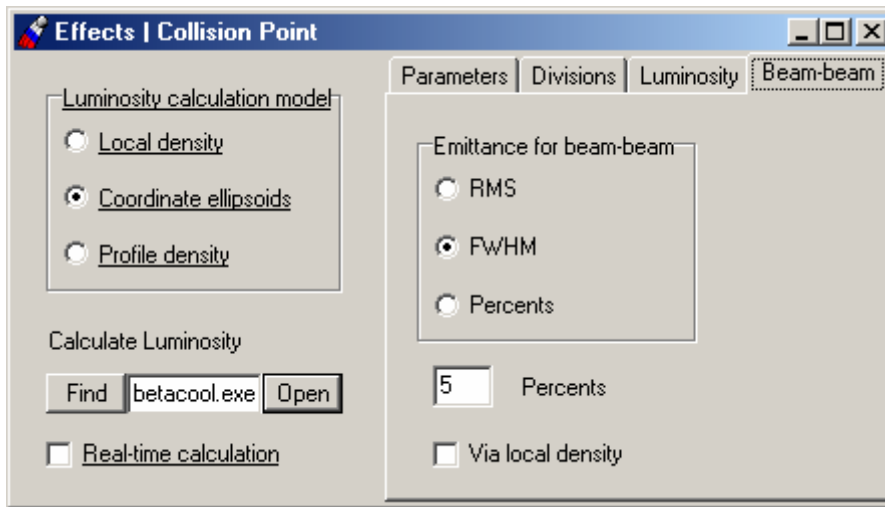 Effects | Collision Point
Luminosity calculation model
Local density
Coordinate ellipsoids
Profile density
Calculate Luminosity
Find betacool.exe Open
Real-time calculation
Parameters Divisions Luminosity Beam-beam
Emittance for beam-beam
RMS
FWHM
Percents
5 Percents
Via local density